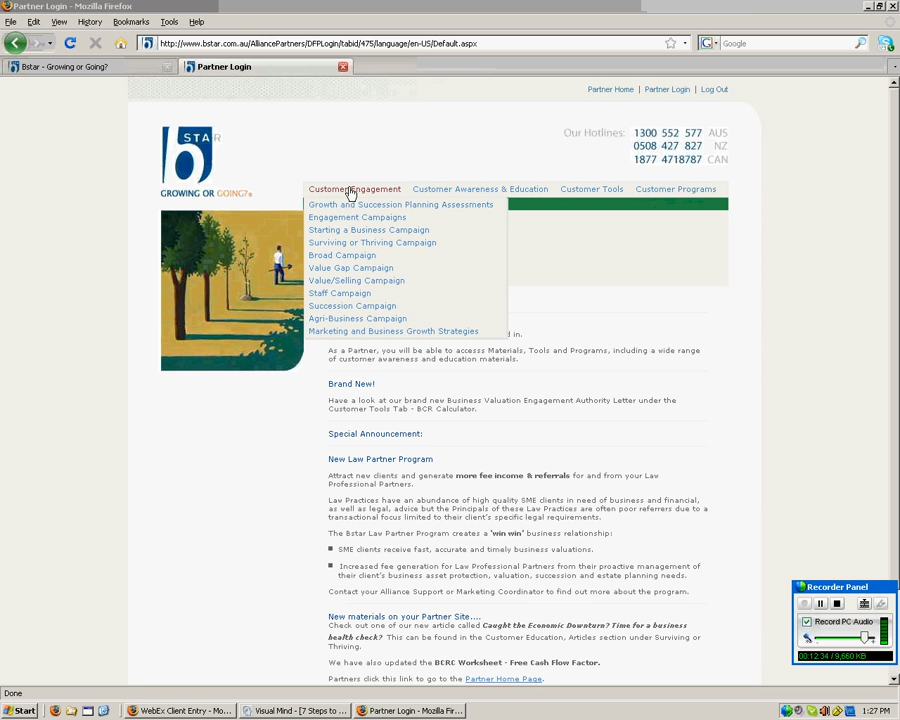 Partner Login - Mozilla Firefox
File Edit View History Bookmarks Tools Help
http://www.bstar.com.au/AlliancePartners/DFPLogin/tabid/475/language/en-US/Default.aspx
Google
Bstar - Growing or Going?
Partner Login
Partner Home | Partner Login | Log Out
b STAR
Our Hotlines: 1300 552 577 AUS
0508 427 827 NZ
1877 4718787 CAN
GROWING OR GOING?
Customer Engagement Customer Awareness & Education Customer Tools Customer Programs
Growth and Succession Planning Assessments
Engagement Campaigns
Starting a Business Campaign
Surviving or Thriving Campaign
Broad Campaign
Value Gap Campaign
Value/Selling Campaign
Staff Campaign
Succession Campaign
Agri-Business Campaign
Marketing and Business Growth Strategies
d in.
As a Partner, you will be able to accesss Materials, Tools and Programs, including a wide range
of customer awareness and education materials.
Brand New!
Have a look at our brand new Business Valuation Engagement Authority Letter under the
Customer Tools Tab - BCR Calculator.
Special Announcement:
New Law Partner Program
Attract new clients and generate more fee income & referrals for and from your Law
Professional Partners.
Law Practices have an abundance of high quality SME clients in need of business and financial,
as well as legal, advice but the Principals of these Law Practices are often poor referrers due to a
transactional focus limited to their client's specific legal requirements.
The Bstar Law Partner Program creates a 'win win' business relationship:
SME clients receive fast, accurate and timely business valuations.
Increased fee generation for Law Professional Partners from their proactive management of
their client's business asset protection, valuation, succession and estate planning needs.
Contact your Alliance Support or Marketing Coordinator to find out more about the program.
New materials on your Partner Site....
Check out one of our new article called Caught the Economic Downturn? Time for a business
health check? This can be found in the Customer Education, Articles section under Surviving or
Thriving.
We have also updated the BCRC Worksheet - Free Cash Flow Factor.
Partners click this link to go to the Partner Home Page.
Recorder Panel
Record PC Audio
00:12:34 / 9,660 KB
Done
Start
WebEx Client Entry - Mo...
Visual Mind - [7 Steps to ...
Partner Login - Mozilla Fir...
1:27 PM